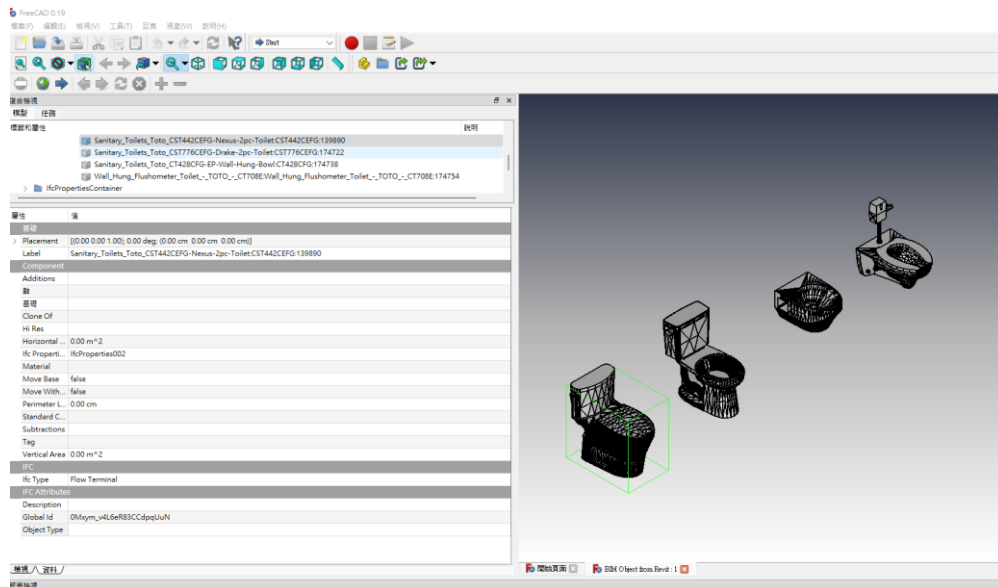 FreeCAD 0.19
檔案(F) 編輯(E) 檢視(V) 工具(T) 巨集 視窗(W) 說明(H)
Start
複合檢視
模型 任務
標籤和屬性 說明
Sanitary_Toilets_Toto_CST442CEFG-Nexus-2pc-Toilet:CST442CEFG:139890
Sanitary_Toilets_Toto_CST776CEFG-Drake-2pc-Toilet:CST776CEFG:174722
Sanitary_Toilets_Toto_CT428CFG-EP-Wall-Hung-Bowl:CT428CFG:174738
Wall_Hung_Flushometer_Toilet_-_TOTO_-_CT708E:Wall_Hung_Flushometer_Toilet_-_TOTO_-_CT708E:174754
IfcPropertiesContainer
屬性 值
基礎
Placement [(0.00 0.00 1.00); 0.00 deg; (0.00 cm 0.00 cm 0.00 cm)]
Label Sanitary_Toilets_Toto_CST442CEFG-Nexus-2pc-Toilet:CST442CEFG:139890
Component
Additions
軸
基礎
Clone Of
Hi Res
Horizontal ... 0.00 m^2
Ifc Properti... IfcProperties002
Material
Move Base false
Move With... false
Perimeter L... 0.00 cm
Standard C...
Subtractions
Tag
Vertical Area 0.00 m^2
IFC
Ifc Type Flow Terminal
IFC Attributes
Description
Global Id 0Mxym_v4L6eR83CCdpqUuN
Object Type
檢視 資料
開始頁面 BIM Object from Revit : 1